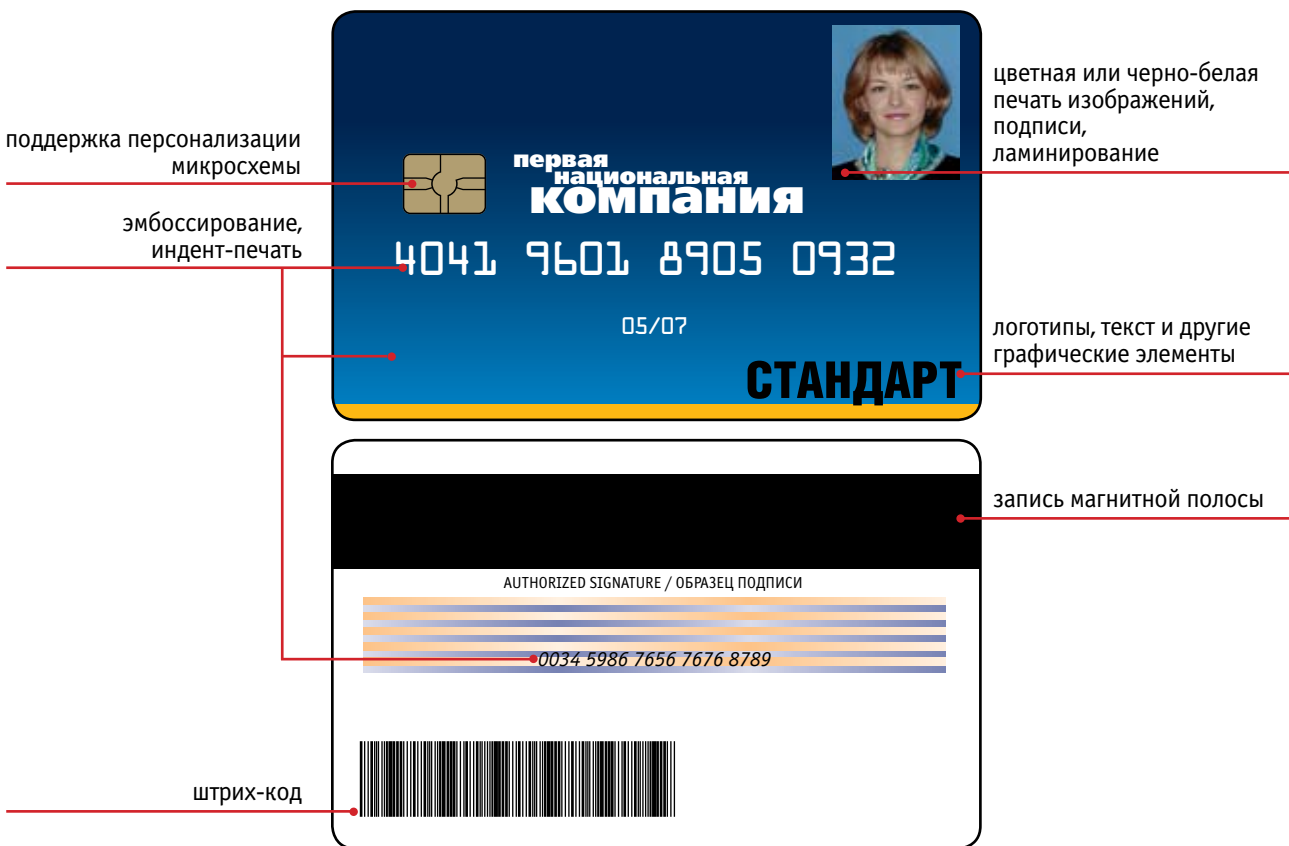 цветная или черно-белая
печать изображений,
подписи,
ламинирование
поддержка персонализации
микросхемы
первая
национальная
компания
эмбоссирование,
индент-печать
4041 9601 8905 0932
05/07
логотипы, текст и другие
графические элементы
СТАНДАРТ
запись магнитной полосы
AUTHORIZED SIGNATURE / ОБРАЗЕЦ ПОДПИСИ
0034 5986 7656 7676 8789
штрих-код